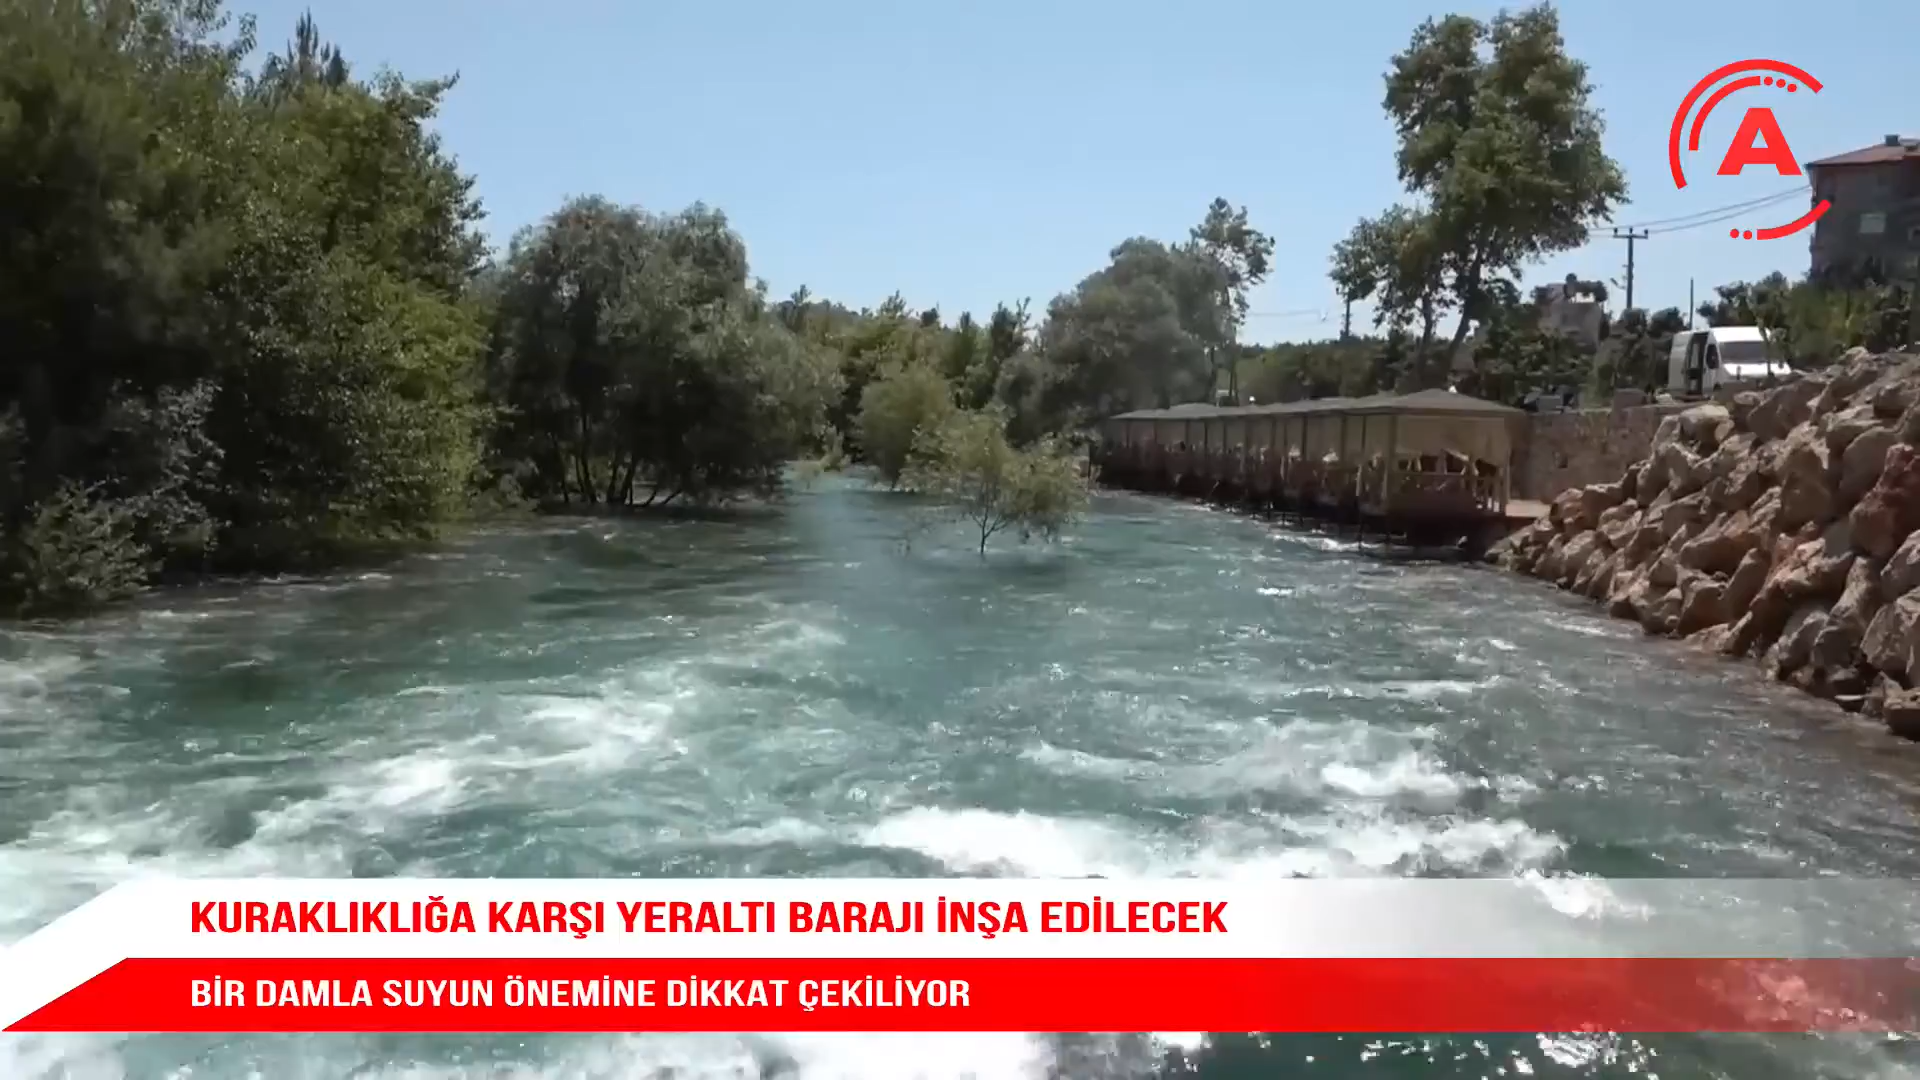 A
KURAKLIKLIĞA KARŞI YERALTI BARAJI İNŞA EDİLECEK
BİR DAMLA SUYUN ÖNEMİNE DİKKAT ÇEKİLİYOR